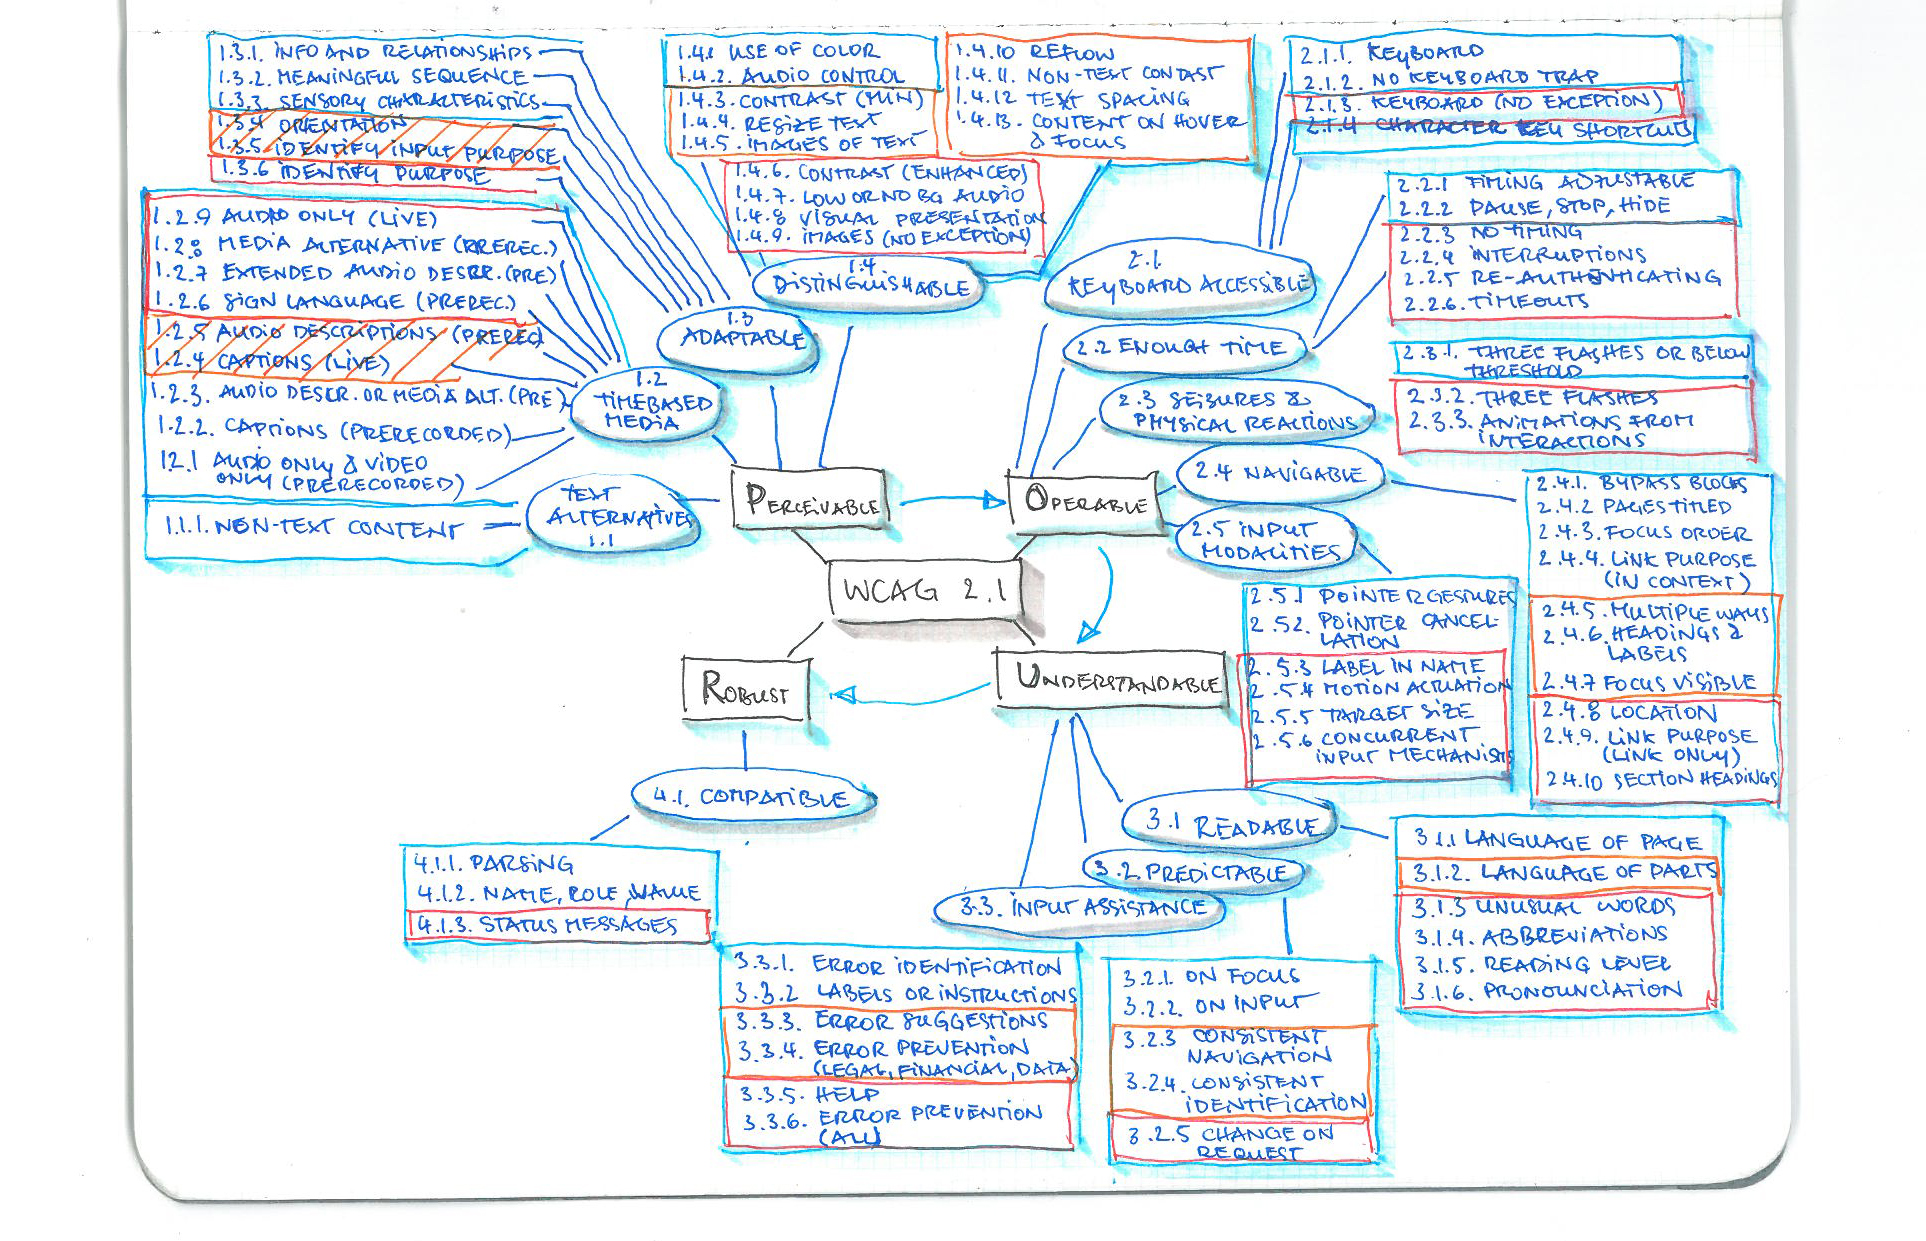 1.3.1. INFO AND RELATIONSHIPS
1.3.2. MEANINGFUL SEQUENCE
1.3.3. SENSORY CHARACTERISTICS
1.3.4 ORIENTATION
1.3.5 IDENTIFY INPUT PURPOSE
1.3.6 IDENTIFY PURPOSE
1.2.9 AUDIO ONLY (LIVE)
1.2.8 MEDIA ALTERNATIVE (PREREC.)
1.2.7 EXTENDED AUDIO DESCR. (PRE)
1.2.6 SIGN LANGUAGE (PREREC.)
1.2.5 AUDIO DESCRIPTIONS (PREREC)
1.2.4 CAPTIONS (LIVE)
1.2.3. AUDIO DESCR. OR MEDIA ALT. (PRE)
1.2.2. CAPTIONS (PRERECORDED)
12.1 AUDIO ONLY & VIDEO
ONLY (PRERECORDED)
1.1.1. NON-TEXT CONTENT
1.4.1 USE OF COLOR
1.4.2. AUDIO CONTROL
1.4.3. CONTRAST (MIN)
1.4.4. RESIZE TEXT
1.4.5. IMAGES OF TEXT
1.4.10 REFLOW
1.4.11. NON-TEXT CONTAST
1.4.12 TEXT SPACING
1.4.13. CONTENT ON HOVER
& FOCUS
1.4.6. CONTRAST (ENHANCED)
1.4.7. LOW OR NO BG AUDIO
1.4.8 VISUAL PRESENTATION
1.4.9. IMAGES (NO EXCEPTION)
1.4
DISTINGUISHABLE
1.3
ADAPTABLE
1.2
TIMEBASED
MEDIA
TEXT
ALTERNATIVES
1.1
PERCEIVABLE
2.1.1. KEYBOARD
2.1.2. NO KEYBOARD TRAP
2.1.3. KEYBOARD (NO EXCEPTION)
2.1.4 CHARACTER KEY SHORTCUTS
2.2.1 TIMING ADJUSTABLE
2.2.2 PAUSE, STOP, HIDE
2.2.3 NO TIMING
2.2.4 INTERRUPTIONS
2.2.5 RE-AUTHENTICATING
2.2.6. TIMEOUTS
2.3.1. THREE FLASHES OR BELOW
THRESHOLD
2.3.2. THREE FLASHES
2.3.3. ANIMATIONS FROM
INTERACTIONS
2.1.
KEYBOARD ACCESSIBLE
2.2 ENOUGH TIME
2.3 SEIZURES &
PHYSICAL REACTIONS
2.4 NAVIGABLE
2.5 INPUT
MODALITIES
OPERABLE
2.4.1. BYPASS BLOCKS
2.4.2 PAGES TITLED
2.4.3. FOCUS ORDER
2.4.4. LINK PURPOSE
(IN CONTEXT)
2.4.5. MULTIPLE WAYS
2.4.6. HEADINGS &
LABELS
2.4.7 FOCUS VISIBLE
2.4.8 LOCATION
2.4.9. LINK PURPOSE
(LINK ONLY)
2.4.10 SECTION HEADINGS
2.5.1 POINTER GESTURES
2.5.2. POINTER CANCEL-
LATION
2.5.3 LABEL IN NAME
2.5.4 MOTION ACTUATION
2.5.5 TARGET SIZE
2.5.6 CONCURRENT
INPUT MECHANISMS
WCAG 2.1
ROBUST
UNDERSTANDABLE
4.1. COMPATIBLE
4.1.1. PARSING
4.1.2. NAME, ROLE, VALUE
4.1.3. STATUS MESSAGES
3.1 READABLE
3.2 PREDICTABLE
3.3. INPUT ASSISTANCE
3.1.1 LANGUAGE OF PAGE
3.1.2. LANGUAGE OF PARTS
3.1.3 UNUSUAL WORDS
3.1.4. ABBREVIATIONS
3.1.5. READING LEVEL
3.1.6. PRONOUNCIATION
3.3.1. ERROR IDENTIFICATION
3.3.2 LABELS OR INSTRUCTIONS
3.3.3. ERROR SUGGESTIONS
3.3.4. ERROR PREVENTION
(LEGAL, FINANCIAL, DATA)
3.3.5. HELP
3.3.6. ERROR PREVENTION
(ALL)
3.2.1. ON FOCUS
3.2.2. ON INPUT
3.2.3 CONSISTENT
NAVIGATION
3.2.4. CONSISTENT
IDENTIFICATION
3.2.5 CHANGE ON
REQUEST